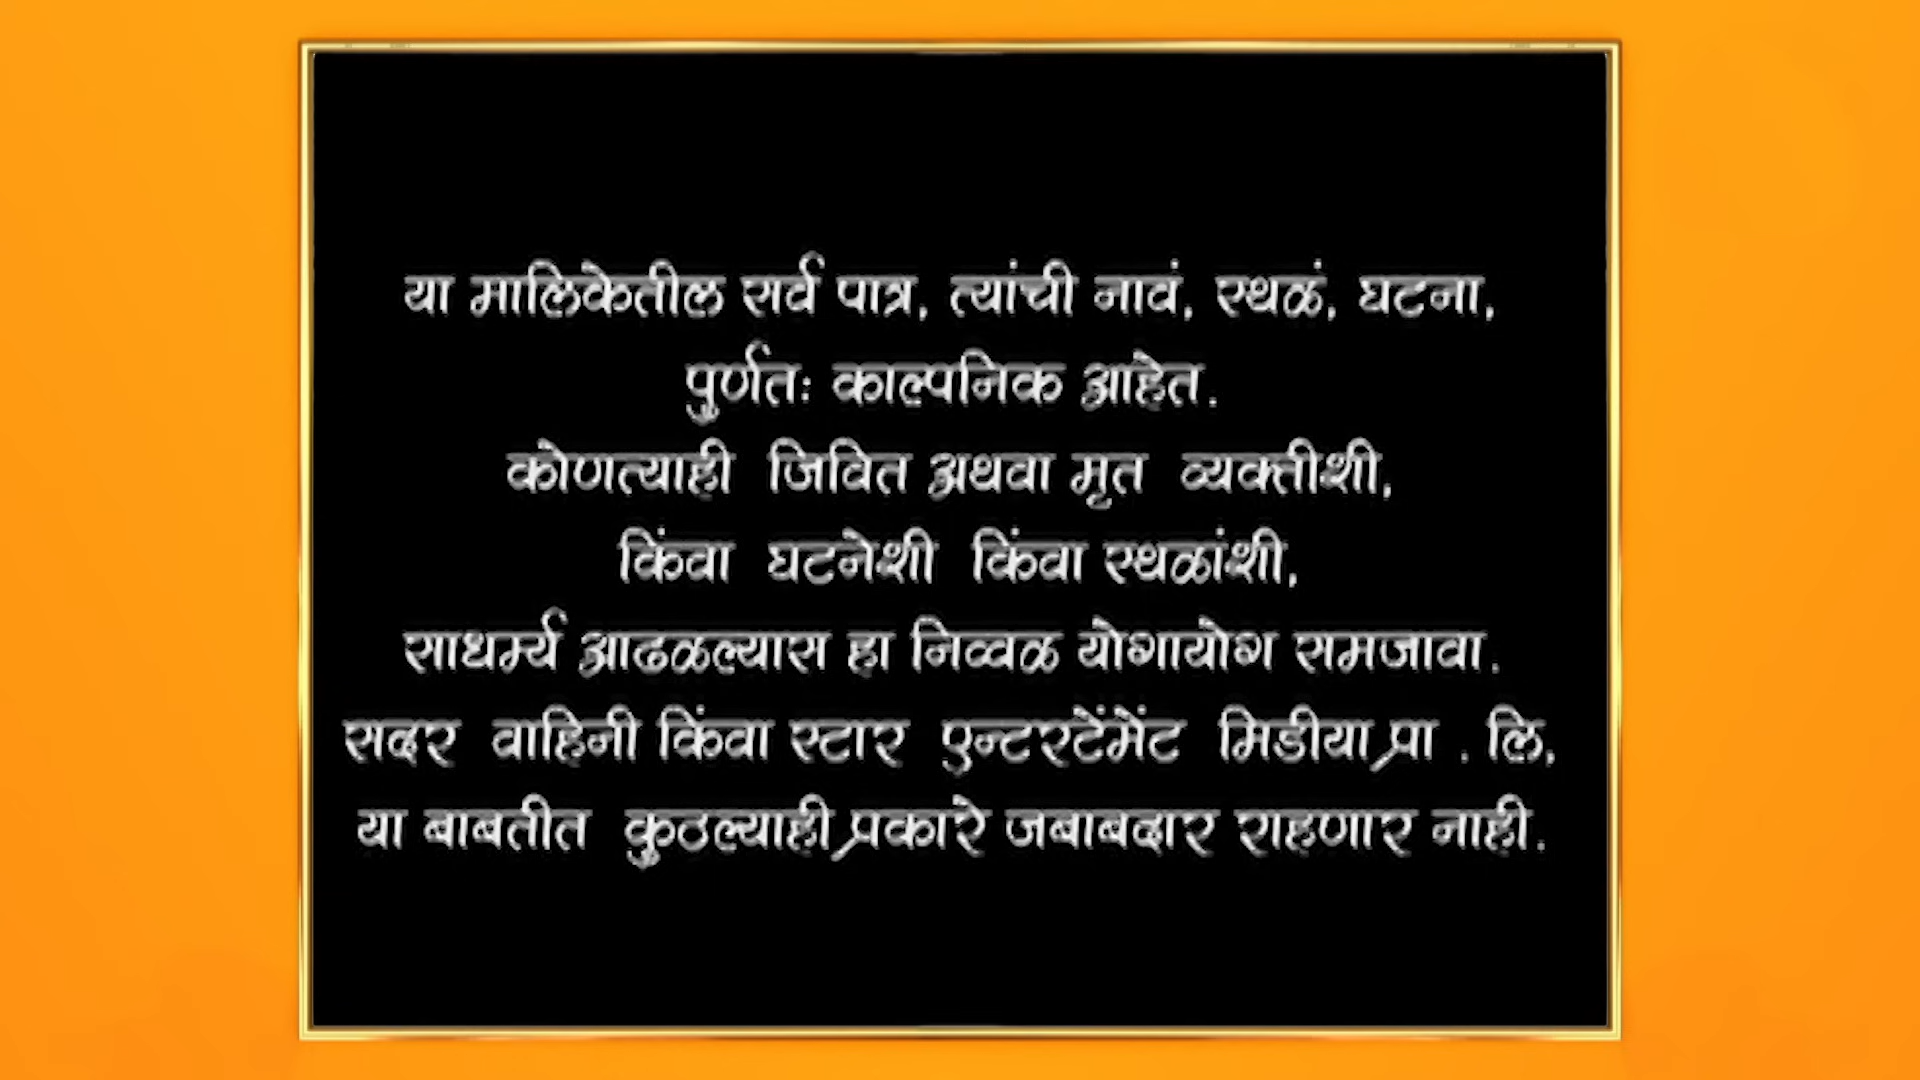 या मालिकेतील सर्व पात्र, त्यांची नावं, स्थळं, घटना,
पुर्णतः काल्पनिक आहेत.
कोणत्याही जिवित अथवा मृत व्यक्तीशी,
किंवा घटनेशी किंवा स्थळांशी,
साधर्म्य आढळल्यास हा निव्वळ योगायोग समजावा.
सदर वाहिनी किंवा स्टार एन्टरटेंमेंट मिडीया प्रा . लि,
या बाबतीत कुठल्याही प्रकारे जबाबदार राहणार नाही.